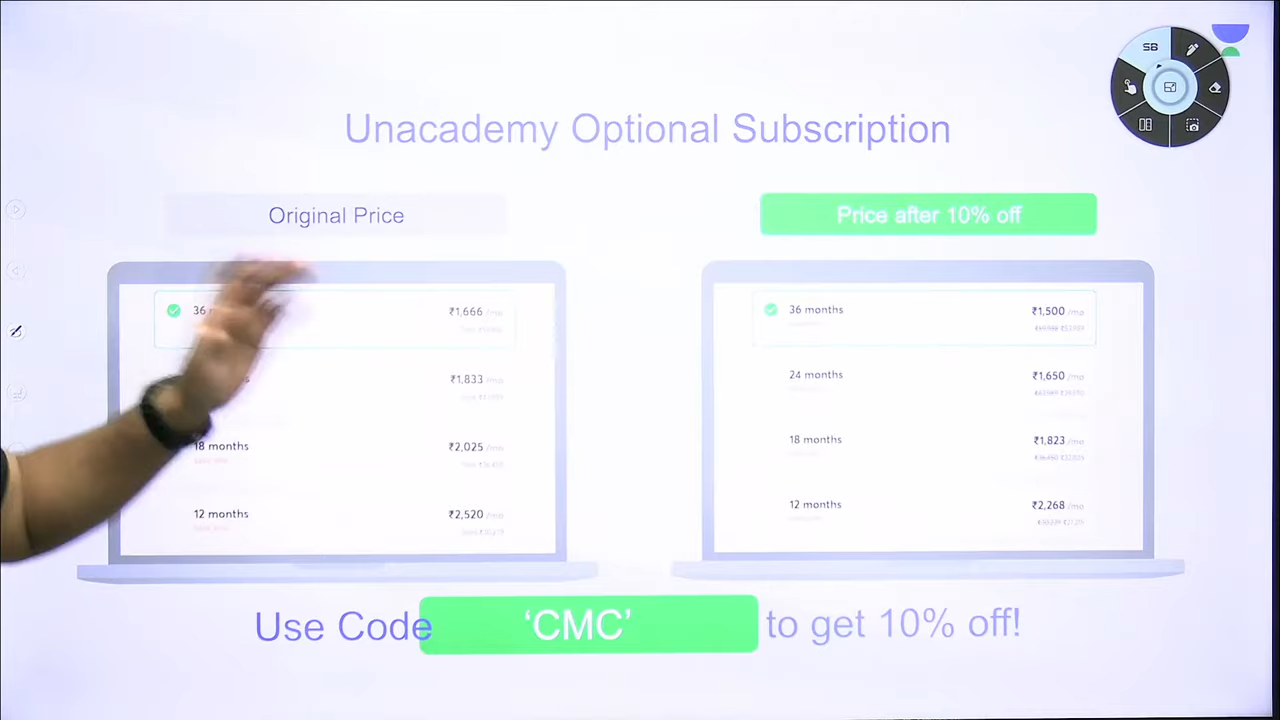 SB
Unacademy Optional Subscription
Original Price
Price after 10% off
36
₹1,666 /mo
₹1,833 /mo
18 months
₹2,025 /mo
12 months
₹2,520 /mo
36 months
₹1,500 /mo
24 months
₹1,650 /mo
18 months
₹1,823 /mo
12 months
₹2,268 /mo
Use Code 'CMC' to get 10% off!